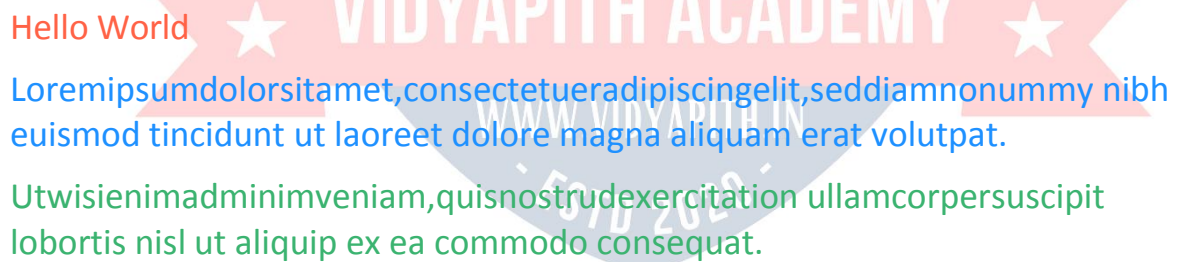 VIDYAPITH ACADEMY
Hello World
Loremipsumdolorsitamet,consectetueradipiscingelit,seddiamnonummy nibh
WWW VIDYAPITH IN
euismod tincidunt ut laoreet dolore magna aliquam erat volutpat.
Utwisienimadminimveniam,quisnostrudexercitation ullamcorpersuscipit
- ESTD 2020 -
lobortis nisl ut aliquip ex ea commodo consequat.